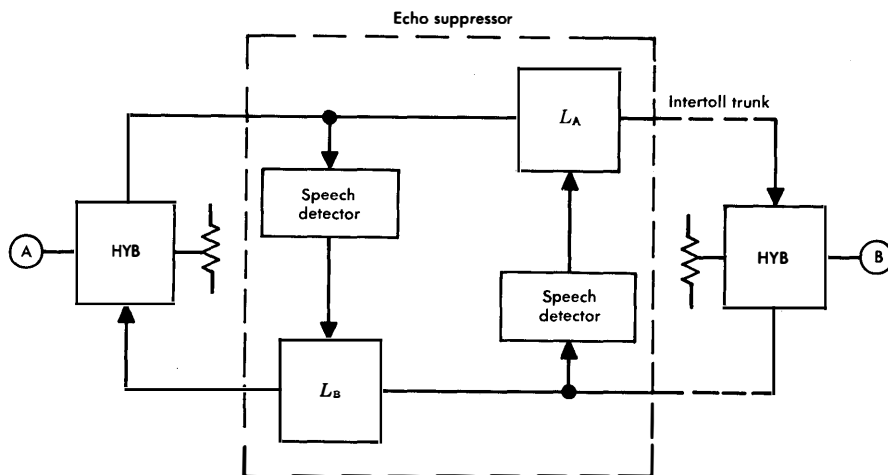 Echo suppressor
L_A
Intertoll trunk
Speech
detector
A
HYB
HYB
B
Speech
detector
L_B